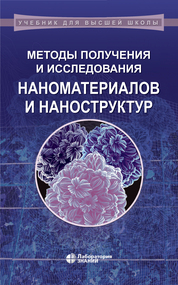 УЧЕБНИК ДЛЯ ВЫСШЕЙ ШКОЛЫ
МЕТОДЫ ПОЛУЧЕНИЯ
И ИССЛЕДОВАНИЯ
НАНОМАТЕРИАЛОВ
И НАНОСТРУКТУР
Лаборатория
ЗНАНИЙ